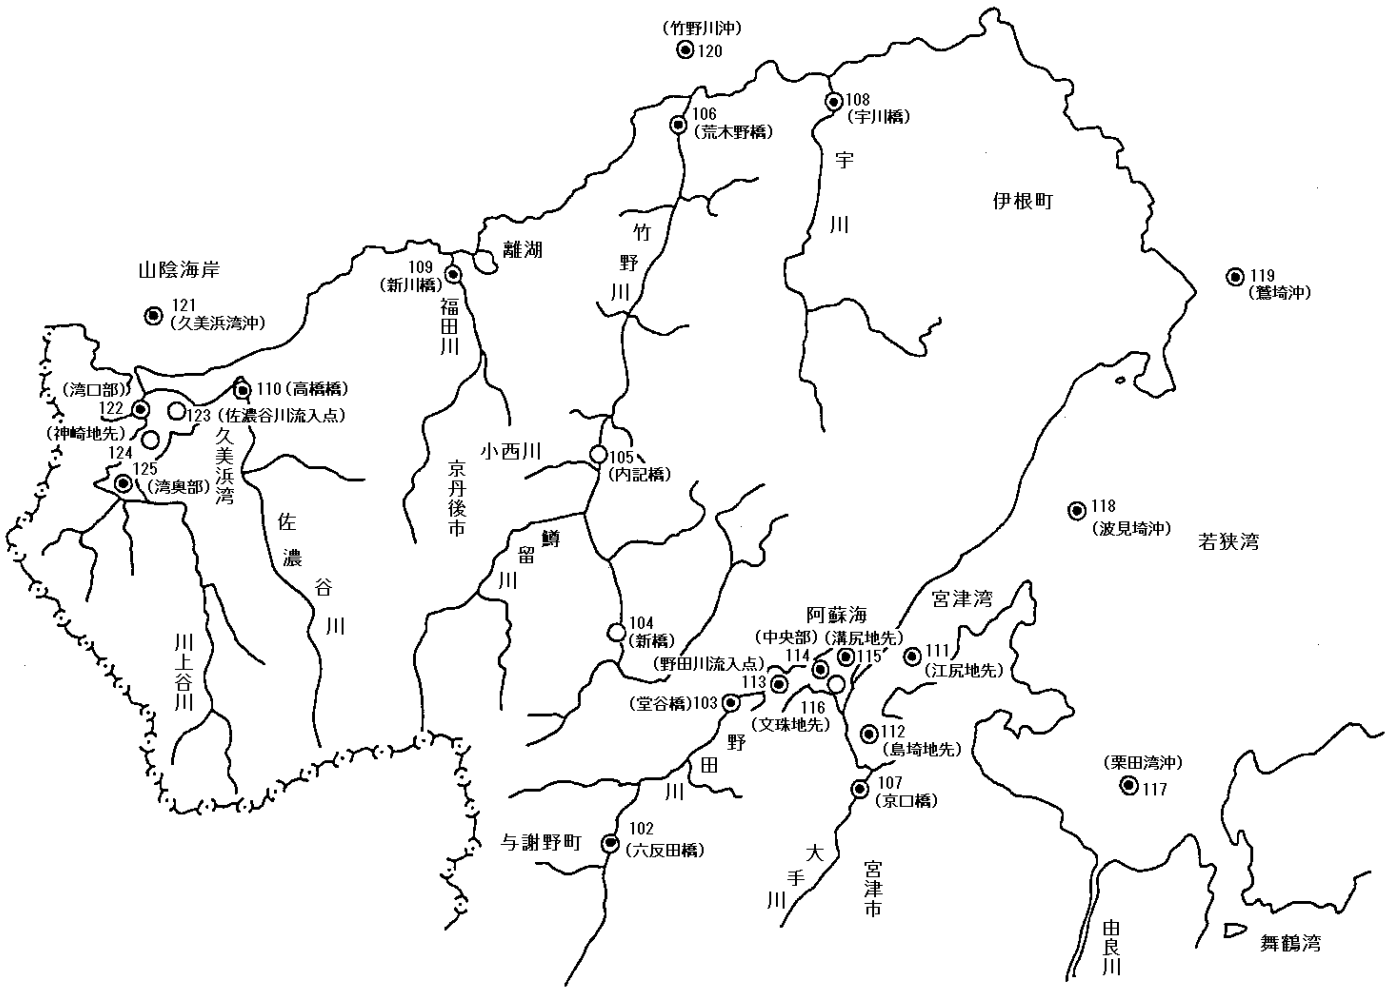 (竹野川沖)
120
106
(荒木野橋)
108
(宇川橋)
宇川
伊根町
竹野川
離湖
山陰海岸
121
(久美浜湾沖)
109
(新川橋)
福田川
119
(鷲埼沖)
(湾口部)
122
123 (佐濃谷川流入点)
110 (高橋橋)
(神崎地先)
124
125
(湾奥部)
久美浜湾
小西川
105
(内記橋)
京丹後市
佐濃谷川
鱒留川
118
(波見埼沖)
若狭湾
宮津湾
川上谷川
104
(新橋)
阿蘇海
(中央部)
(溝尻地先)
114
115
111
(江尻地先)
(野田川流入点)
113
(堂谷橋)103
116
(文珠地先)
112
(島埼地先)
野田川
107
(京口橋)
(栗田湾沖)
117
与謝野町
102
(六反田橋)
大手川
宮津市
由良川
舞鶴湾